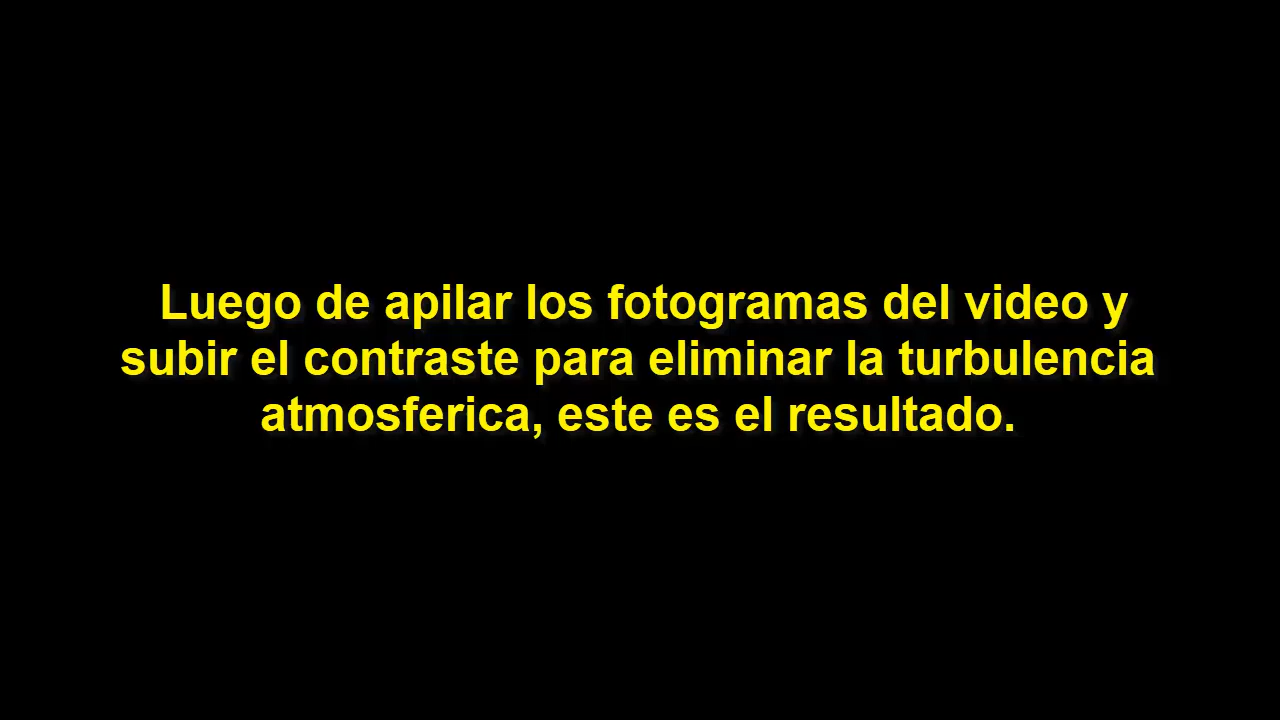 Luego de apilar los fotogramas del video y
subir el contraste para eliminar la turbulencia
atmosferica, este es el resultado.